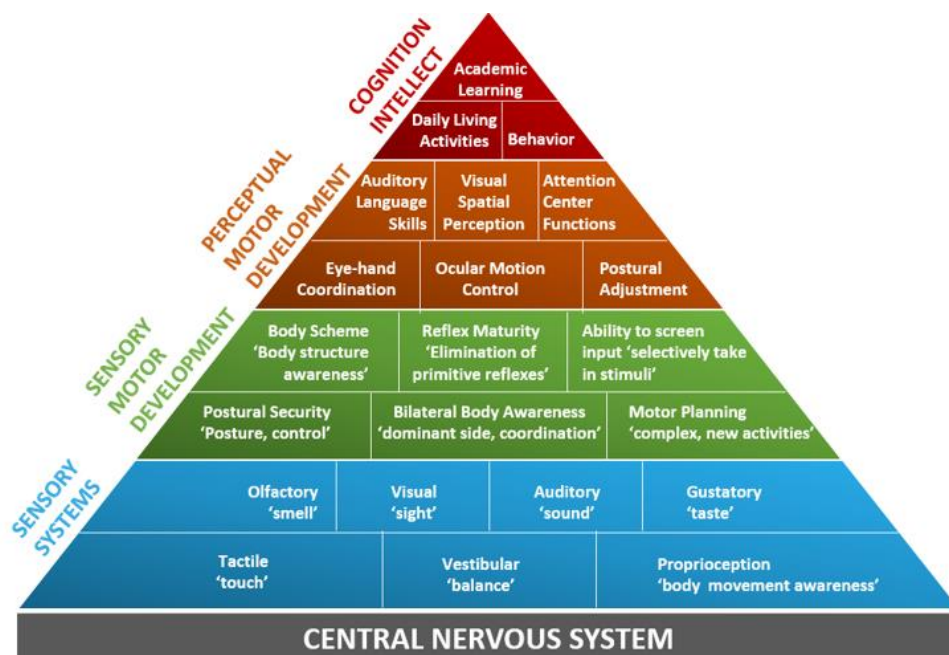 COGNITION
INTELLECT
Academic
Learning
Daily Living
Activities
Behavior
PERCEPTUAL
MOTOR
DEVELOPMENT
Auditory
Language
Skills
Visual
Spatial
Perception
Attention
Center
Functions
Eye-hand
Coordination
Ocular Motion
Control
Postural
Adjustment
SENSORY
MOTOR
DEVELOPMENT
Body Scheme
‘Body structure
awareness’
Reflex Maturity
‘Elimination of
primitive reflexes’
Ability to screen
input ‘selectively take
in stimuli’
Postural Security
‘Posture, control’
Bilateral Body Awareness
‘dominant side, coordination’
Motor Planning
‘complex, new activities’
SENSORY
SYSTEMS
Olfactory
‘smell’
Visual
‘sight’
Auditory
‘sound’
Gustatory
‘taste’
Tactile
‘touch’
Vestibular
‘balance’
Proprioception
‘body movement awareness’
CENTRAL NERVOUS SYSTEM